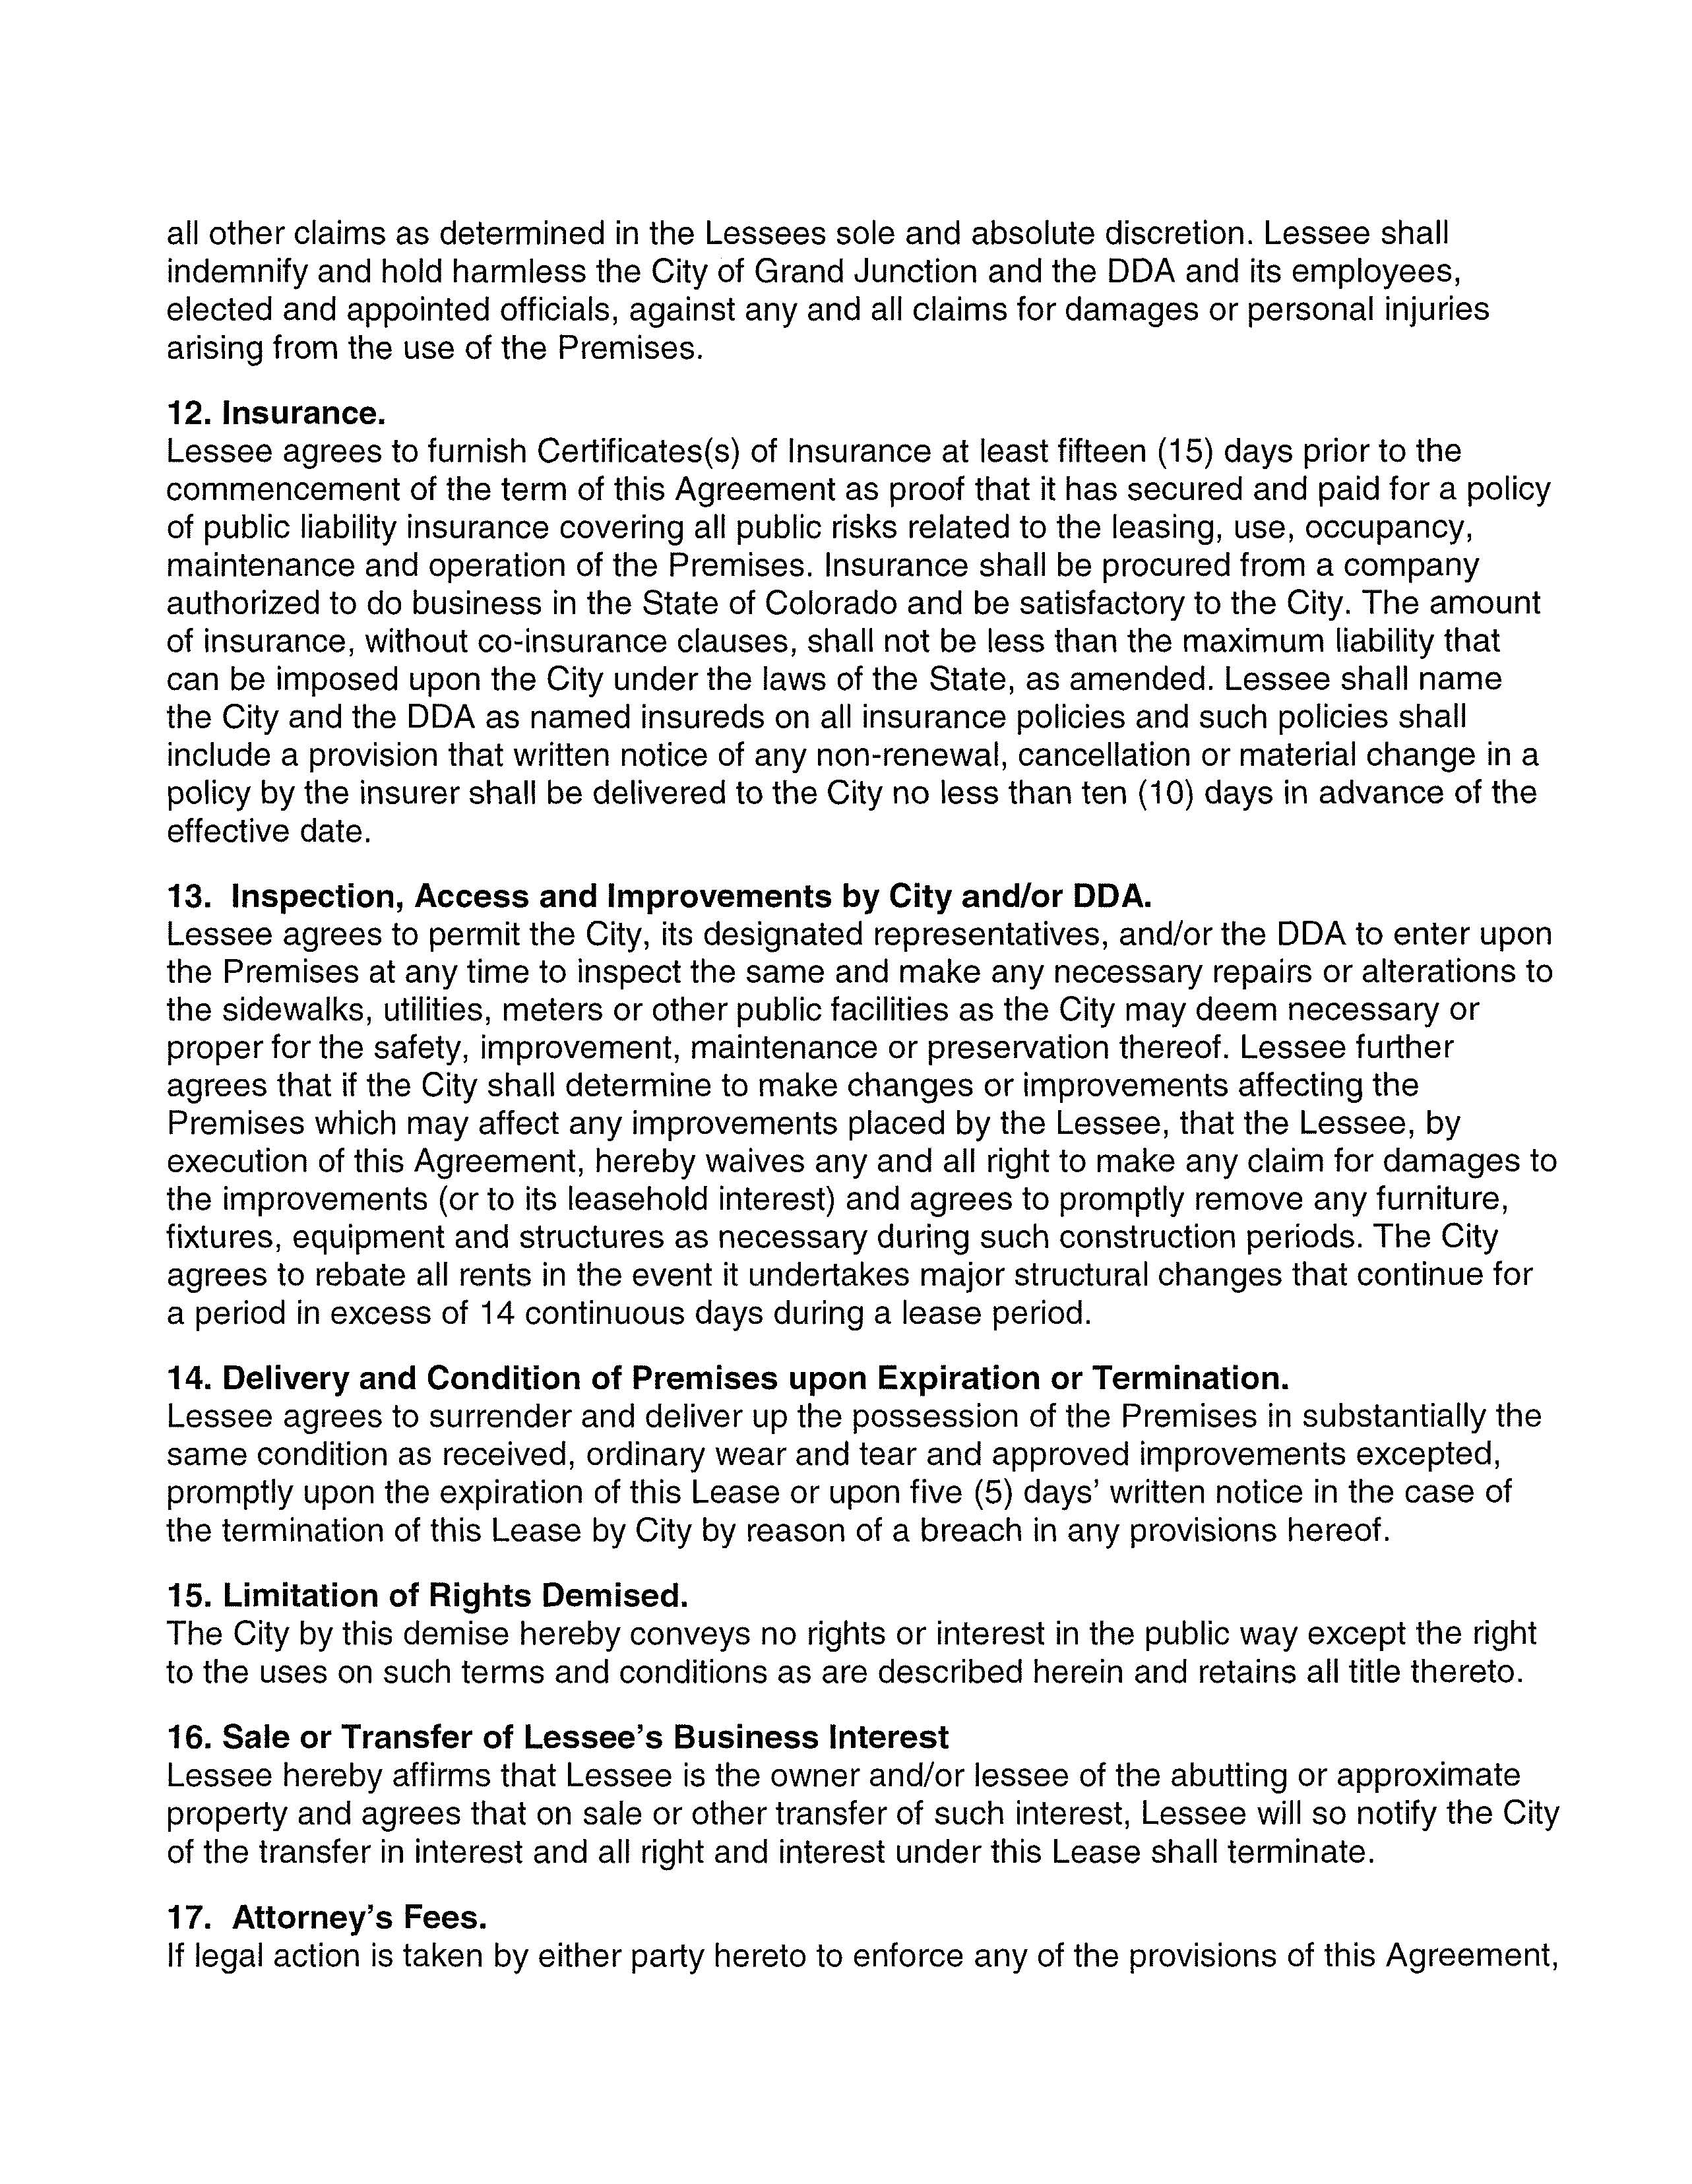 all other claims as determined in the Lessees sole and absolute discretion. Lessee shall
indemnify and hold harmless the City of Grand Junction and the DDA and its employees,
elected and appointed officials, against any and all claims for damages or personal injuries
arising from the use of the Premises.
12. Insurance.
Lessee agrees to furnish Certificates(s) of Insurance at least fifteen (15) days prior to the
commencement of the term of this Agreement as proof that it has secured and paid for a policy
of public liability insurance covering all public risks related to the leasing, use, occupancy,
maintenance and operation of the Premises. Insurance shall be procured from a company
authorized to do business in the State of Colorado and be satisfactory to the City. The amount
of insurance, without co-insurance clauses, shall not be less than the maximum liability that
can be imposed upon the City under the laws of the State, as amended. Lessee shall name
the City and the DDA as named insureds on all insurance policies and such policies shall
include a provision that written notice of any non-renewal, cancellation or material change in a
policy by the insurer shall be delivered to the City no less than ten (10) days in advance of the
effective date.
13.  Inspection, Access and Improvements by City and/or DDA.
Lessee agrees to permit the City, its designated representatives, and/or the DDA to enter upon
the Premises at any time to inspect the same and make any necessary repairs or alterations to
the sidewalks, utilities, meters or other public facilities as the City may deem necessary or
proper for the safety, improvement, maintenance or preservation thereof. Lessee further
agrees that if the City shall determine to make changes or improvements affecting the
Premises which may affect any improvements placed by the Lessee, that the Lessee, by
execution of this Agreement, hereby waives any and all right to make any claim for damages to
the improvements (or to its leasehold interest) and agrees to promptly remove any furniture,
fixtures, equipment and structures as necessary during such construction periods. The City
agrees to rebate all rents in the event it undertakes major structural changes that continue for
a period in excess of 14 continuous days during a lease period.
14. Delivery and Condition of Premises upon Expiration or Termination.
Lessee agrees to surrender and deliver up the possession of the Premises in substantially the
same condition as received, ordinary wear and tear and approved improvements excepted,
promptly upon the expiration of this Lease or upon five (5) days' written notice in the case of
the termination of this Lease by City by reason of a breach in any provisions hereof.
15. Limitation of Rights Demised.
The City by this demise hereby conveys no rights or interest in the public way except the right
to the uses on such terms and conditions as are described herein and retains all title thereto.
16. Sale or Transfer of Lessee's Business Interest
Lessee hereby affirms that Lessee is the owner and/or lessee of the abutting or approximate
property and agrees that on sale or other transfer of such interest, Lessee will so notify the City
of the transfer in interest and all right and interest under this Lease shall terminate.
17.  Attorney's Fees.
If legal action is taken by either party hereto to enforce any of the provisions of this Agreement,